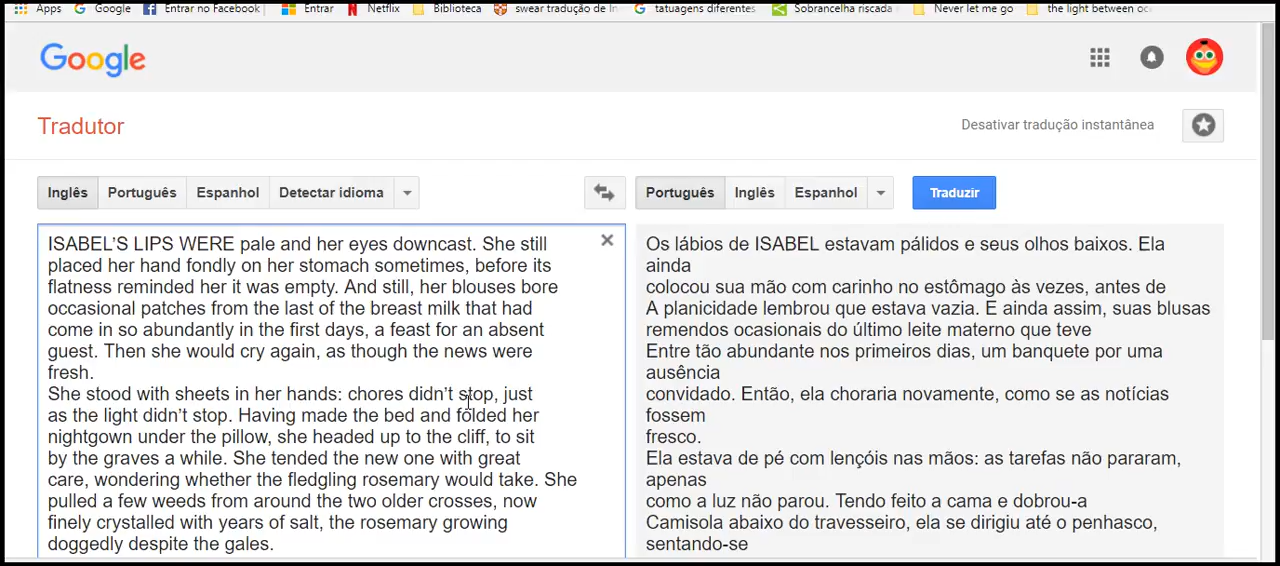 Apps Google Entrar no Facebook Entrar Netflix Biblioteca swear tradução de In tatuagens diferentes Sobrancelha riscada Never let me go the light between oc
Google
Tradutor
Desativar tradução instantânea
Inglês Português Espanhol Detectar idioma
Português Inglês Espanhol Traduzir
ISABEL’S LIPS WERE pale and her eyes downcast. She still
placed her hand fondly on her stomach sometimes, before its
flatness reminded her it was empty. And still, her blouses bore
occasional patches from the last of the breast milk that had
come in so abundantly in the first days, a feast for an absent
guest. Then she would cry again, as though the news were
fresh.
She stood with sheets in her hands: chores didn’t stop, just
as the light didn’t stop. Having made the bed and folded her
nightgown under the pillow, she headed up to the cliff, to sit
by the graves a while. She tended the new one with great
care, wondering whether the fledgling rosemary would take. She
pulled a few weeds from around the two older crosses, now
finely crystalled with years of salt, the rosemary growing
doggedly despite the gales.
Os lábios de ISABEL estavam pálidos e seus olhos baixos. Ela
ainda
colocou sua mão com carinho no estômago às vezes, antes de
A planicidade lembrou que estava vazia. E ainda assim, suas blusas
remendos ocasionais do último leite materno que teve
Entre tão abundante nos primeiros dias, um banquete por uma
ausência
convidado. Então, ela choraria novamente, como se as notícias
fossem
fresco.
Ela estava de pé com lençóis nas mãos: as tarefas não pararam,
apenas
como a luz não parou. Tendo feito a cama e dobrou-a
Camisola abaixo do travesseiro, ela se dirigiu até o penhasco,
sentando-se